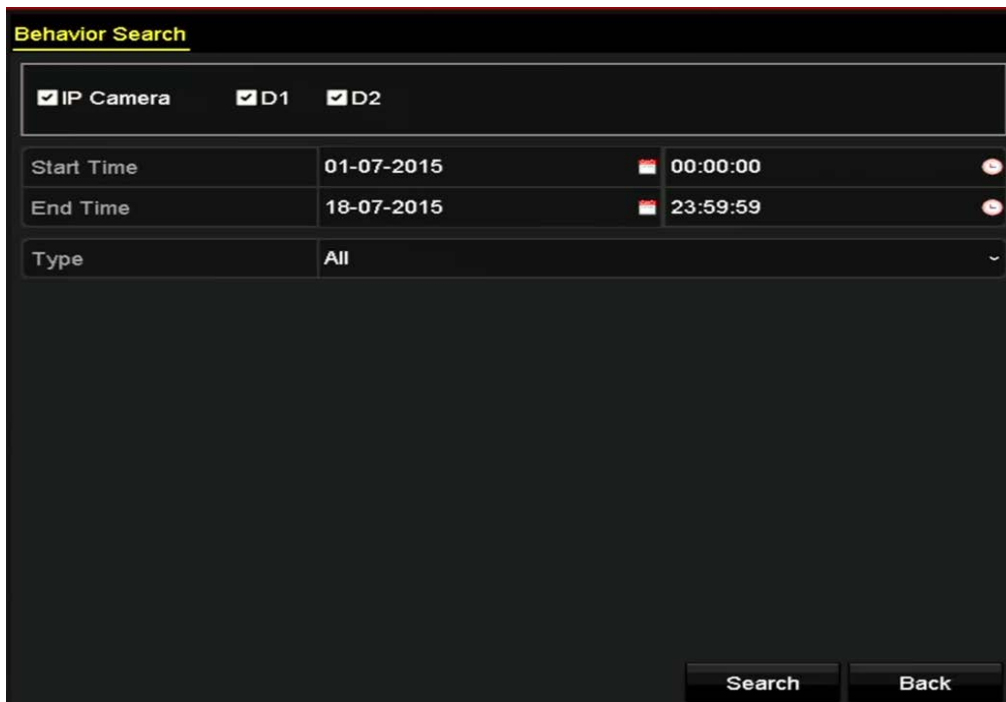 Behavior Search
IP Camera D1 D2
Start Time 01-07-2015 00:00:00
End Time 18-07-2015 23:59:59
Type All
Search Back